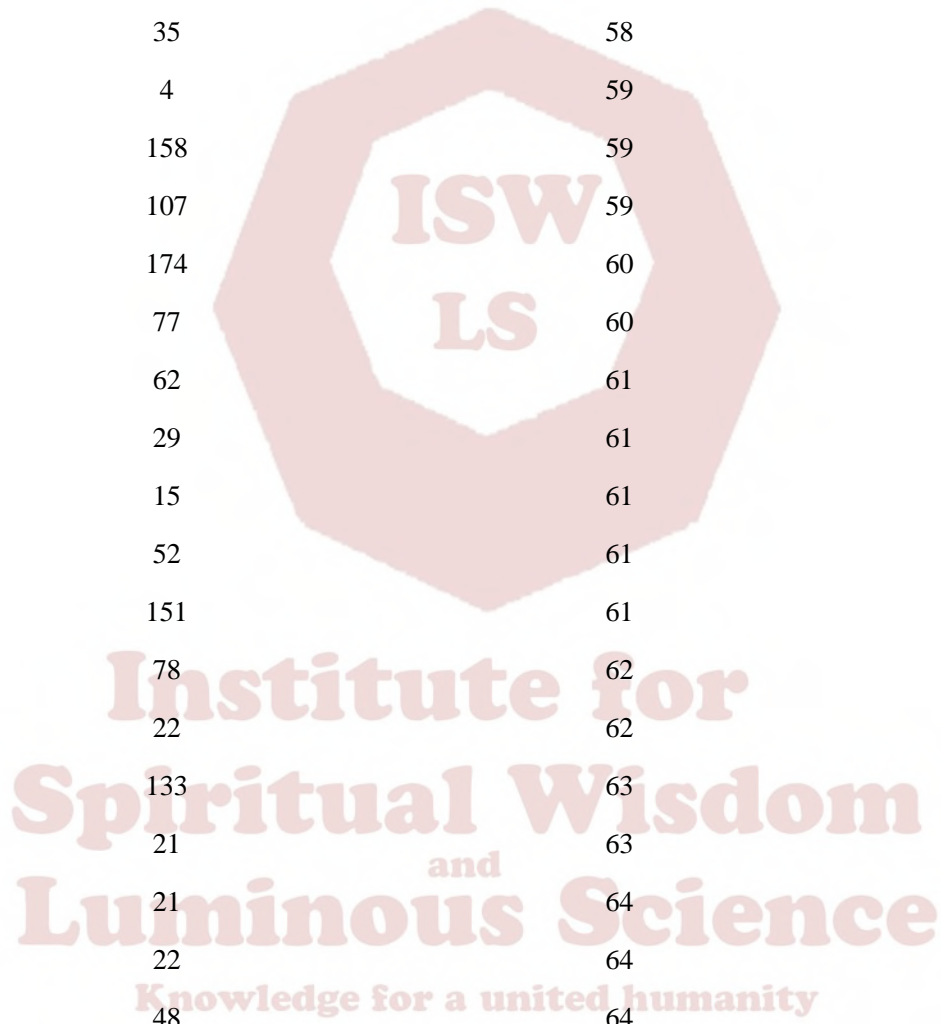 35 58
4 59
158 59
107 59
174 60
77 60
62 61
29 61
15 61
52 61
151 61
78 62
22 62
133 63
21 63
21 64
22 64
48 64
ISW
LS
Institute for
Spiritual Wisdom
and
Luminous Science
Knowledge for a united humanity